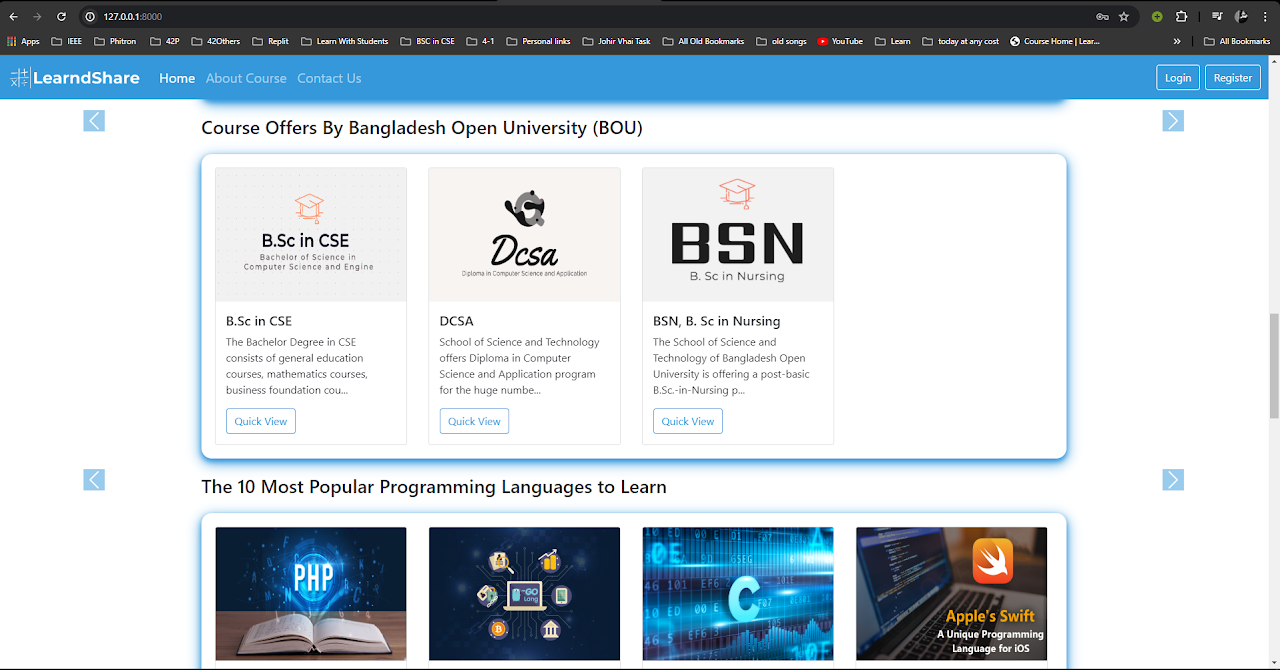 127.0.0.1:8000
Apps IEEE Phitron 42P 42Others Replit Learn With Students BSC in CSE 4-1 Personal links Johir Vhai Task All Old Bookmarks old songs YouTube Learn today at any cost Course Home | Lear... » All Bookmarks
LearndShare Home About Course Contact Us Login Register
Course Offers By Bangladesh Open University (BOU)
B.Sc in CSE
Bachelor of Science in
Computer Science and Engine
B.Sc in CSE
The Bachelor Degree in CSE
consists of general education
courses, mathematics courses,
business foundation cou...
Quick View
Dcsa
Diploma in Computer Science and Application
DCSA
School of Science and Technology
offers Diploma in Computer
Science and Application program
for the huge numbe...
Quick View
BSN
B. Sc in Nursing
BSN, B. Sc in Nursing
The School of Science and
Technology of Bangladesh Open
University is offering a post-basic
B.Sc.-in-Nursing p...
Quick View
The 10 Most Popular Programming Languages to Learn
PHP
GO
Lang
C
Apple's Swift
A Unique Programming
Language for iOS